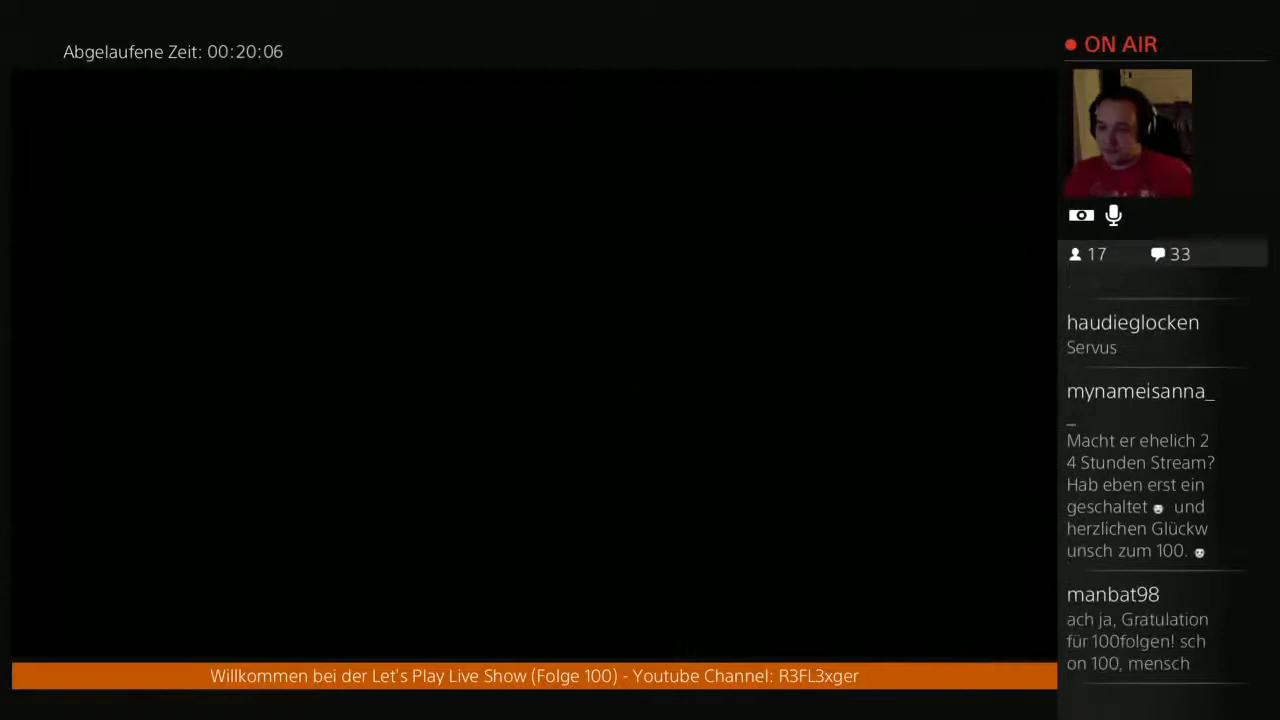 Abgelaufene Zeit: 00:20:06
ON AIR
17
33
haudieglocken
Servus
mynameisanna_
_
Macht er ehelich 2
4 Stunden Stream?
Hab eben erst ein
geschaltet und
herzlichen Glückw
unsch zum 100.
manbat98
ach ja, Gratulation
für 100folgen! sch
on 100, mensch
Willkommen bei der Let's Play Live Show (Folge 100) - Youtube Channel: R3FL3xger